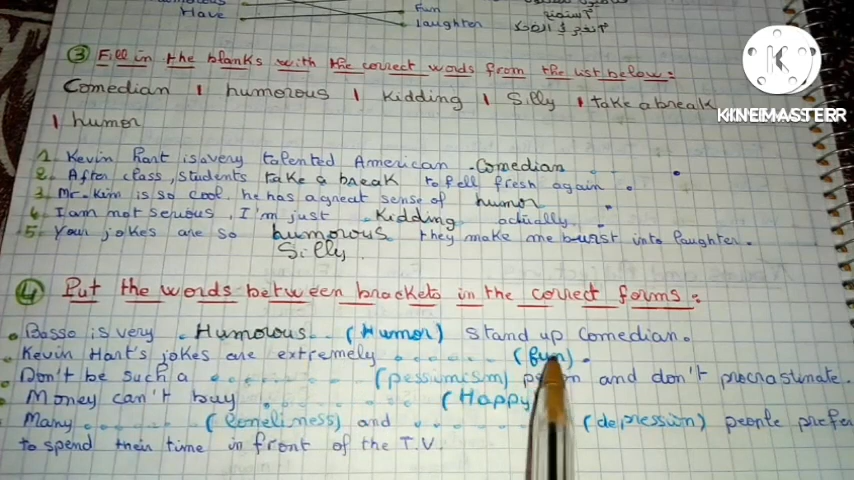 Have
Fun
laughter
③ Fill in the blanks with the correct words from the list below:
Comedian | humorous | kidding | Silly | take a break
| humor
1. Kevin hart is a very talented American Comedian . .
2. After class, students take a break to fell fresh again .
3. Mr. Kim is so cool, he has a great sense of humor .
4. I am not serious, I'm just . Kidding actually .
5. Your jokes are so humorous they make me burst into laughter.
Silly .
④ Put the words between brackets in the correct forms :
Basso is very . Humorous . . (Humor) stand up comedian.
Kevin Hart's jokes are extremely . . . . . . (fun) .
Don't be such a . . . . . . . . . (pessimism) and don't procrastinate.
Money can't buy . . . . . . . . . (Happy
Many . . . . . . . (loneliness) and . . . . . . . (depression) people prefer
to spend their time in front of the T.V.
KINEMASTER